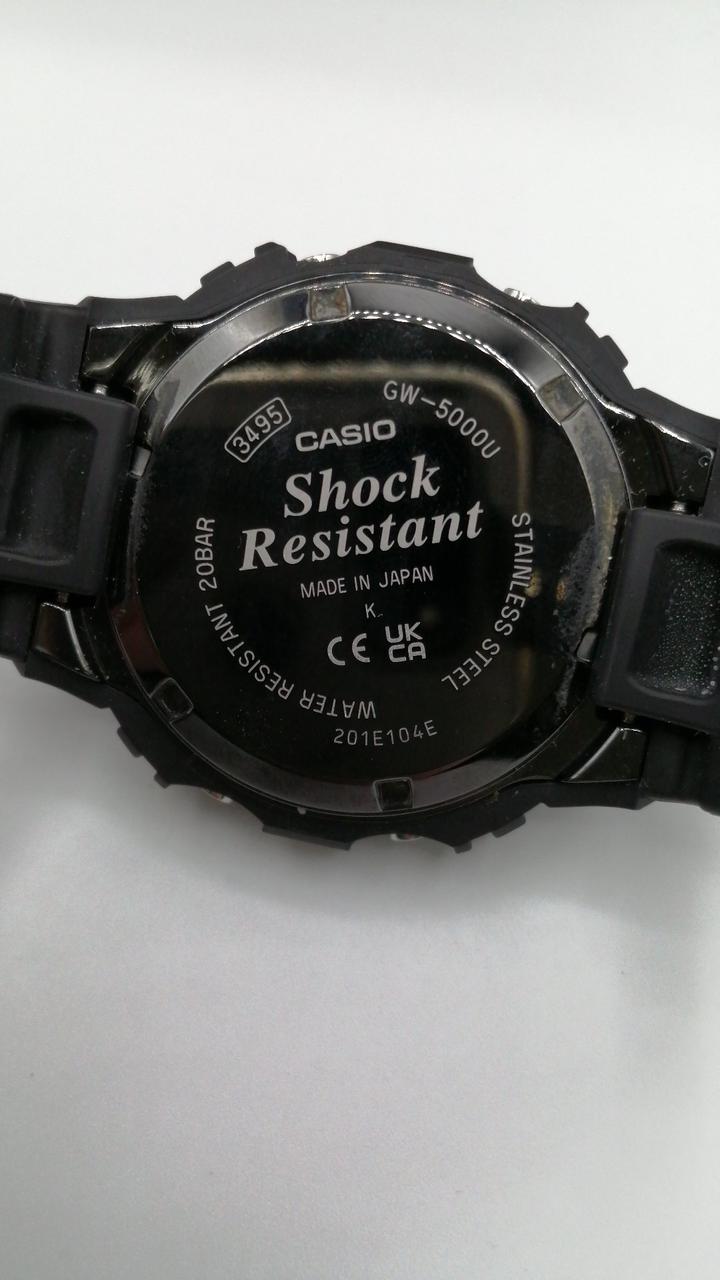 GW-5000U
3495
CASIO
Shock
Resistant
MADE IN JAPAN
K
CE UK
CA
STAINLESS STEEL
WATER RESISTANT 20BAR
201E104E